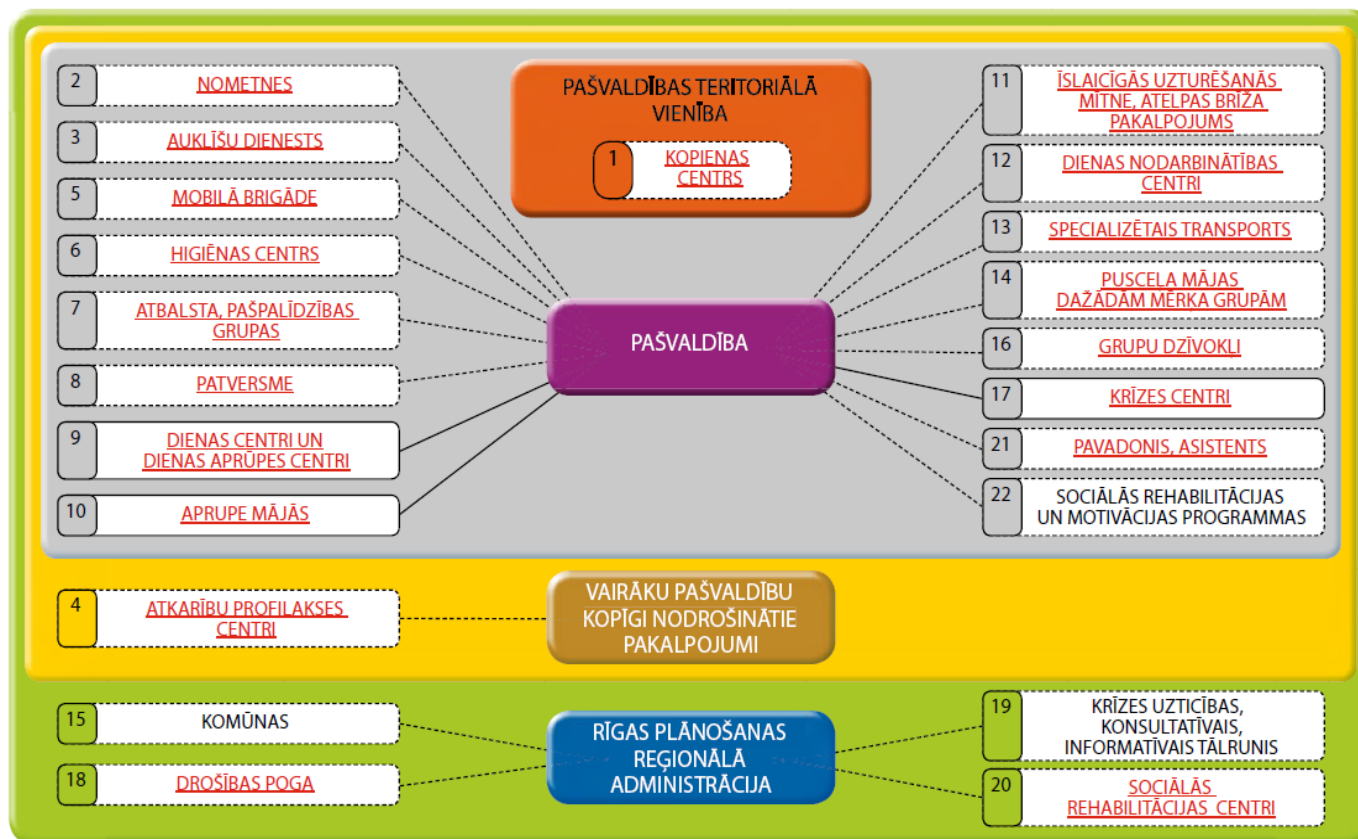 2
NOMETNES
3
AUKLĪŠU DIENESTS
5
MOBILĀ BRIGĀDE
6
HIGIĒNAS CENTRS
7
ATBALSTA, PAŠPALĪDZĪBAS
GRUPAS
8
PATVERSME
9
DIENAS CENTRI UN
DIENAS APRŪPES CENTRI
10
APRUPE MĀJĀS
PAŠVALDĪBAS TERITORIĀLĀ
VIENĪBA
1
KOPIENAS
CENTRS
PAŠVALDĪBA
11
ĪSLAICĪGĀS UZTURĒŠANĀS
MĪTNE, ATELPAS BRĪŽA
PAKALPOJUMS
12
DIENAS NODARBINĀTĪBAS
CENTRI
13
SPECIALIZĒTAIS TRANSPORTS
14
PUSCEĻA MĀJAS
DAŽĀDĀM MĒRĶA GRUPĀM
16
GRUPU DZĪVOKĻI
17
KRĪZES CENTRI
21
PAVADONIS, ASISTENTS
22
SOCIĀLĀS REHABILITĀCIJAS
UN MOTIVĀCIJAS PROGRAMMAS
4
ATKARĪBU PROFILAKSES
CENTRI
VAIRĀKU PAŠVALDĪBU
KOPĪGI NODROŠINĀTIE
PAKALPOJUMI
15
KOMŪNAS
18
DROŠĪBAS POGA
RĪGAS PLĀNOŠANAS
REĢIONĀLĀ
ADMINISTRĀCIJA
19
KRĪZES UZTICĪBAS,
KONSULTATĪVAIS,
INFORMATĪVAIS TĀLRUNIS
20
SOCIĀLĀS
REHABILITĀCIJAS CENTRI